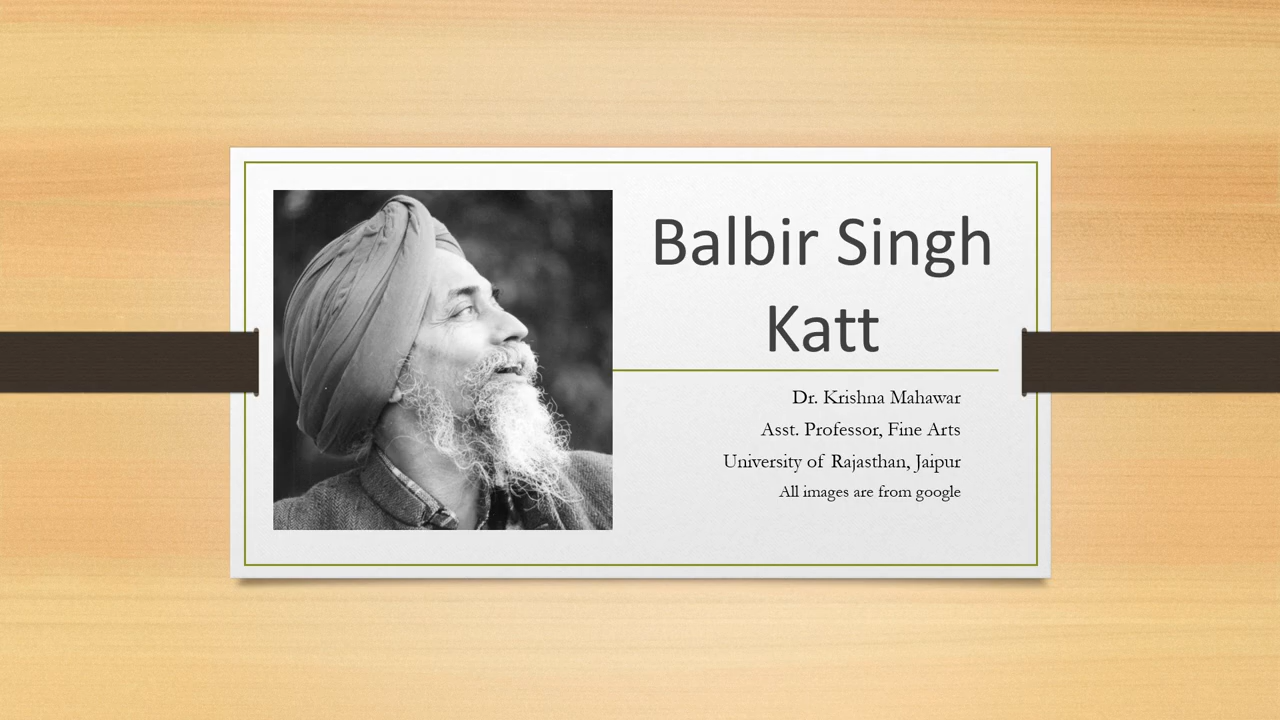 Balbir Singh
Katt
Dr. Krishna Mahawar
Asst. Professor, Fine Arts
University of Rajasthan, Jaipur
All images are from google